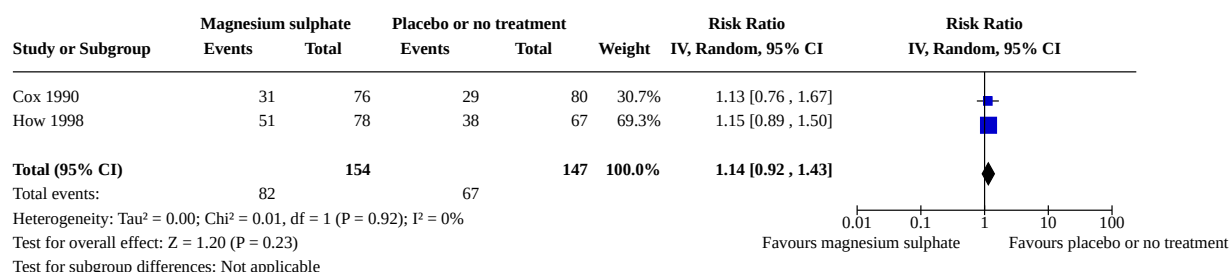 Magnesium sulphate Placebo or no treatment Risk Ratio Risk Ratio
Study or Subgroup Events Total Events Total Weight IV, Random, 95% CI IV, Random, 95% CI
Cox 1990 31 76 29 80 30.7% 1.13 [0.76 , 1.67]
How 1998 51 78 38 67 69.3% 1.15 [0.89 , 1.50]
Total (95% CI) 154 147 100.0% 1.14 [0.92 , 1.43]
Total events: 82 67
Heterogeneity: Tau² = 0.00; Chi² = 0.01, df = 1 (P = 0.92); I² = 0%
0.01 0.1 1 10 100
Test for overall effect: Z = 1.20 (P = 0.23) Favours magnesium sulphate Favours placebo or no treatment
Test for subgroup differences: Not applicable